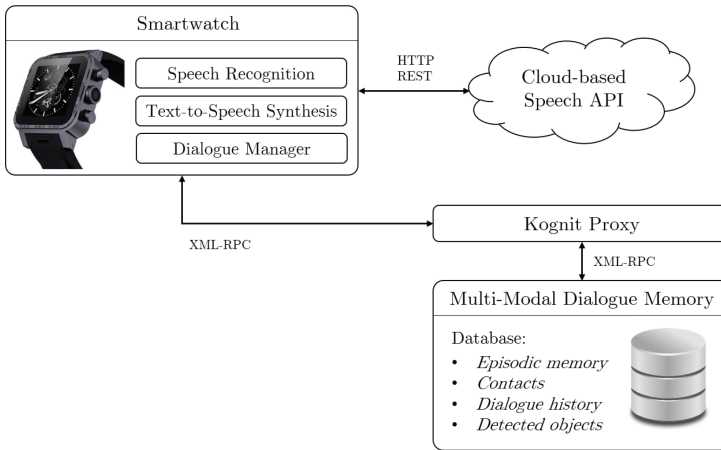 Smartwatch
Speech Recognition
Text-to-Speech Synthesis
Dialogue Manager
HTTP
REST
Cloud-based
Speech API
XML-RPC
Kognit Proxy
XML-RPC
Multi-Modal Dialogue Memory
Database:
• Episodic memory
• Contacts
• Dialogue history
• Detected objects